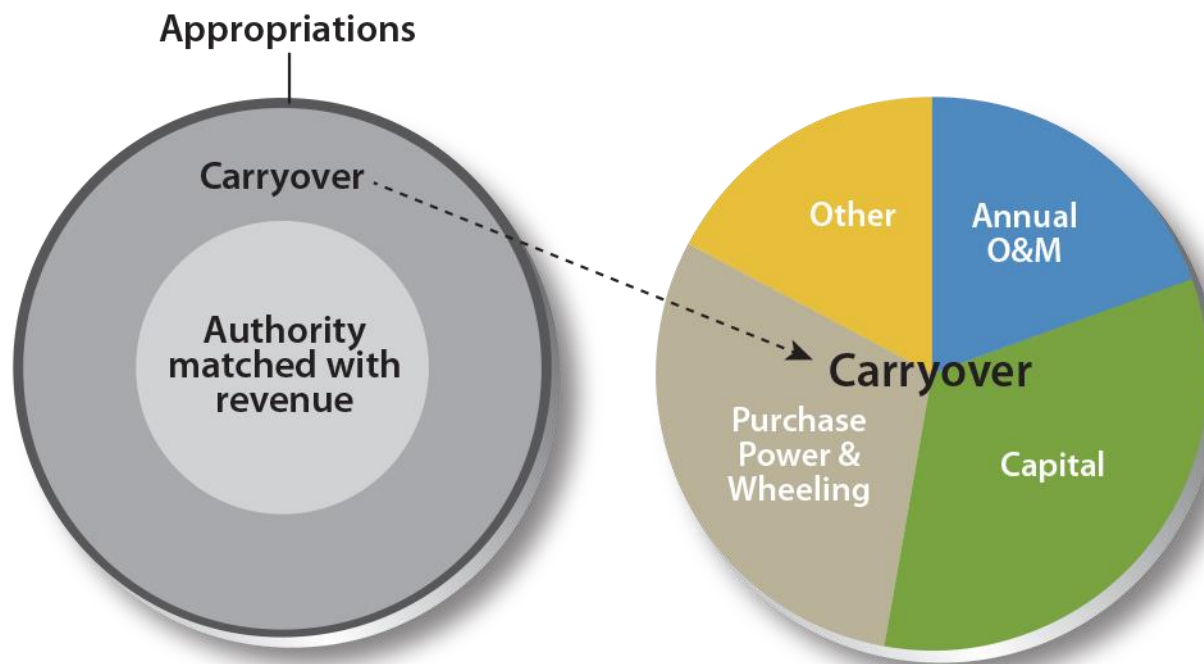 Appropriations
Carryover
Authority
matched with
revenue
Other
Annual
O&M
Carryover
Purchase
Power &
Wheeling
Capital